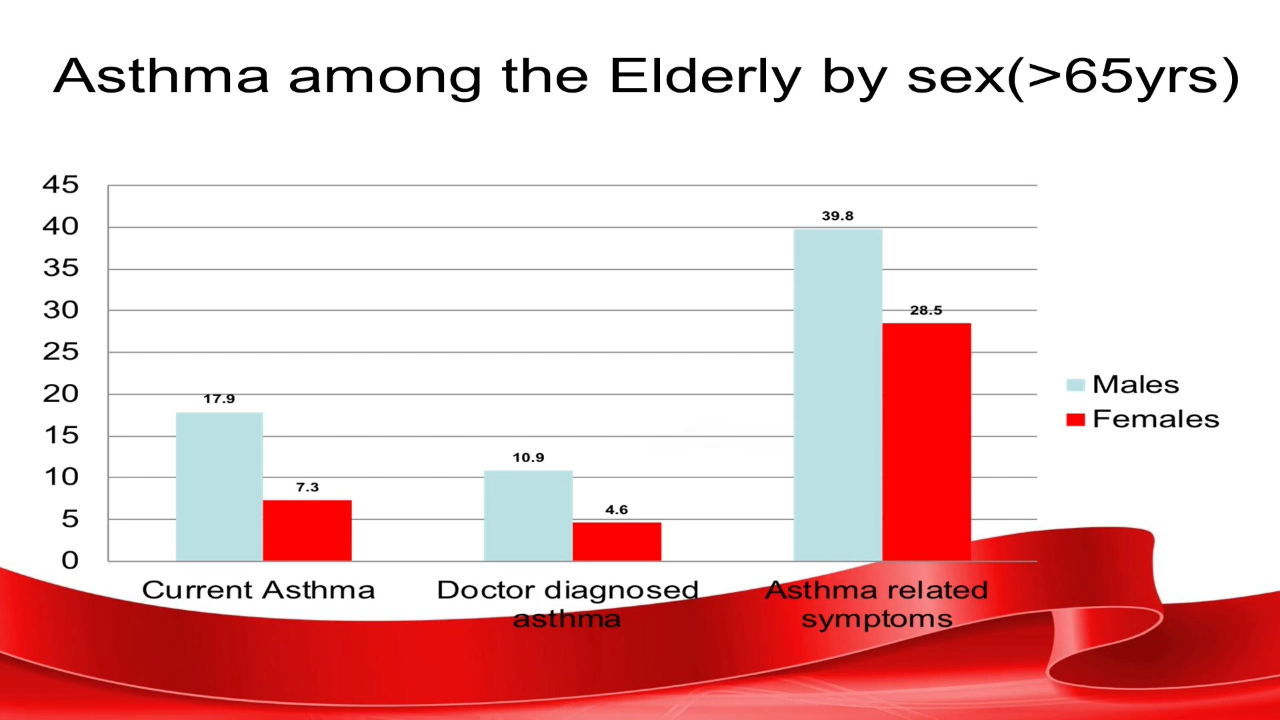 Asthma among the Elderly by sex(>65yrs)
45
40
35
30
25
20
15
10
5
0
39.8
28.5
17.9
10.9
7.3
4.6
Males
Females
Current Asthma
Doctor diagnosed
asthma
Asthma related
symptoms